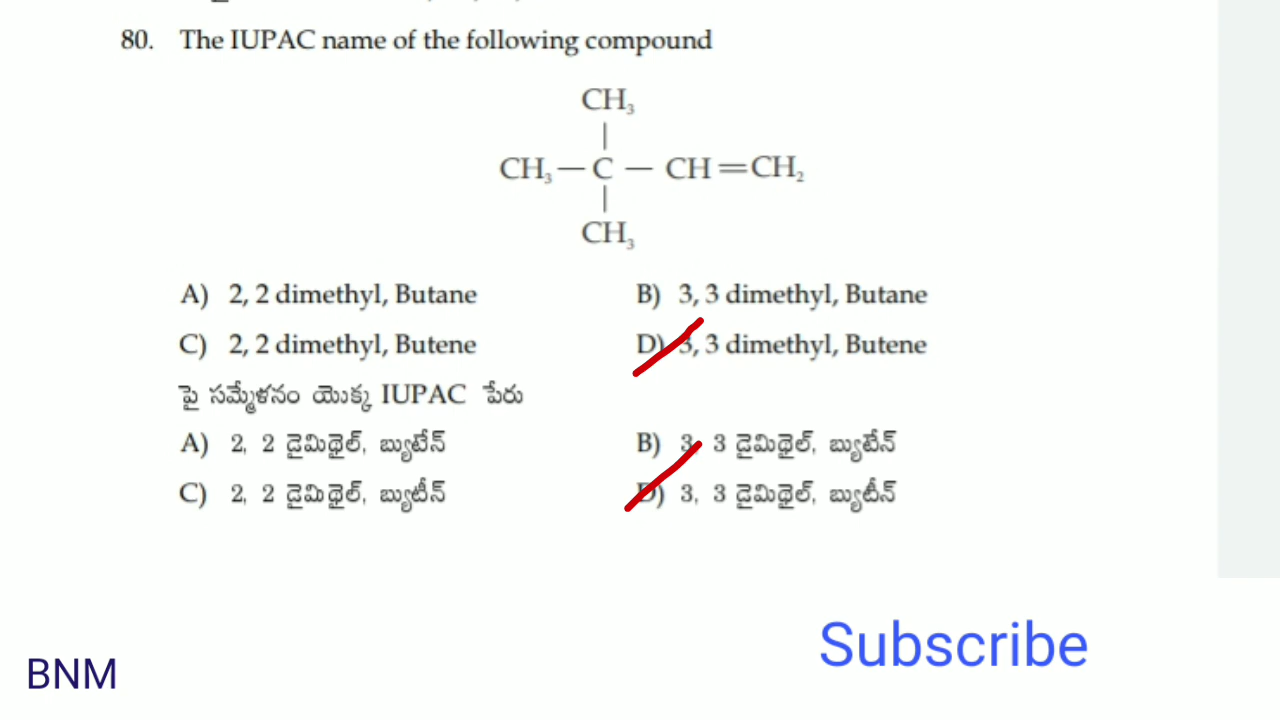 80. The IUPAC name of the following compound
CH₃
|
CH₃ — C — CH = CH₂
|
CH₃
A) 2, 2 dimethyl, Butane B) 3, 3 dimethyl, Butane
C) 2, 2 dimethyl, Butene D) 3, 3 dimethyl, Butene
పై సమ్మేళనం యొక్క IUPAC పేరు
A) 2, 2 డైమిథైల్, బ్యుటేన్ B) 3, 3 డైమిథైల్, బ్యుటేన్
C) 2, 2 డైమిథైల్, బ్యుటీన్ D) 3, 3 డైమిథైల్, బ్యుటీన్
Subscribe
BNM